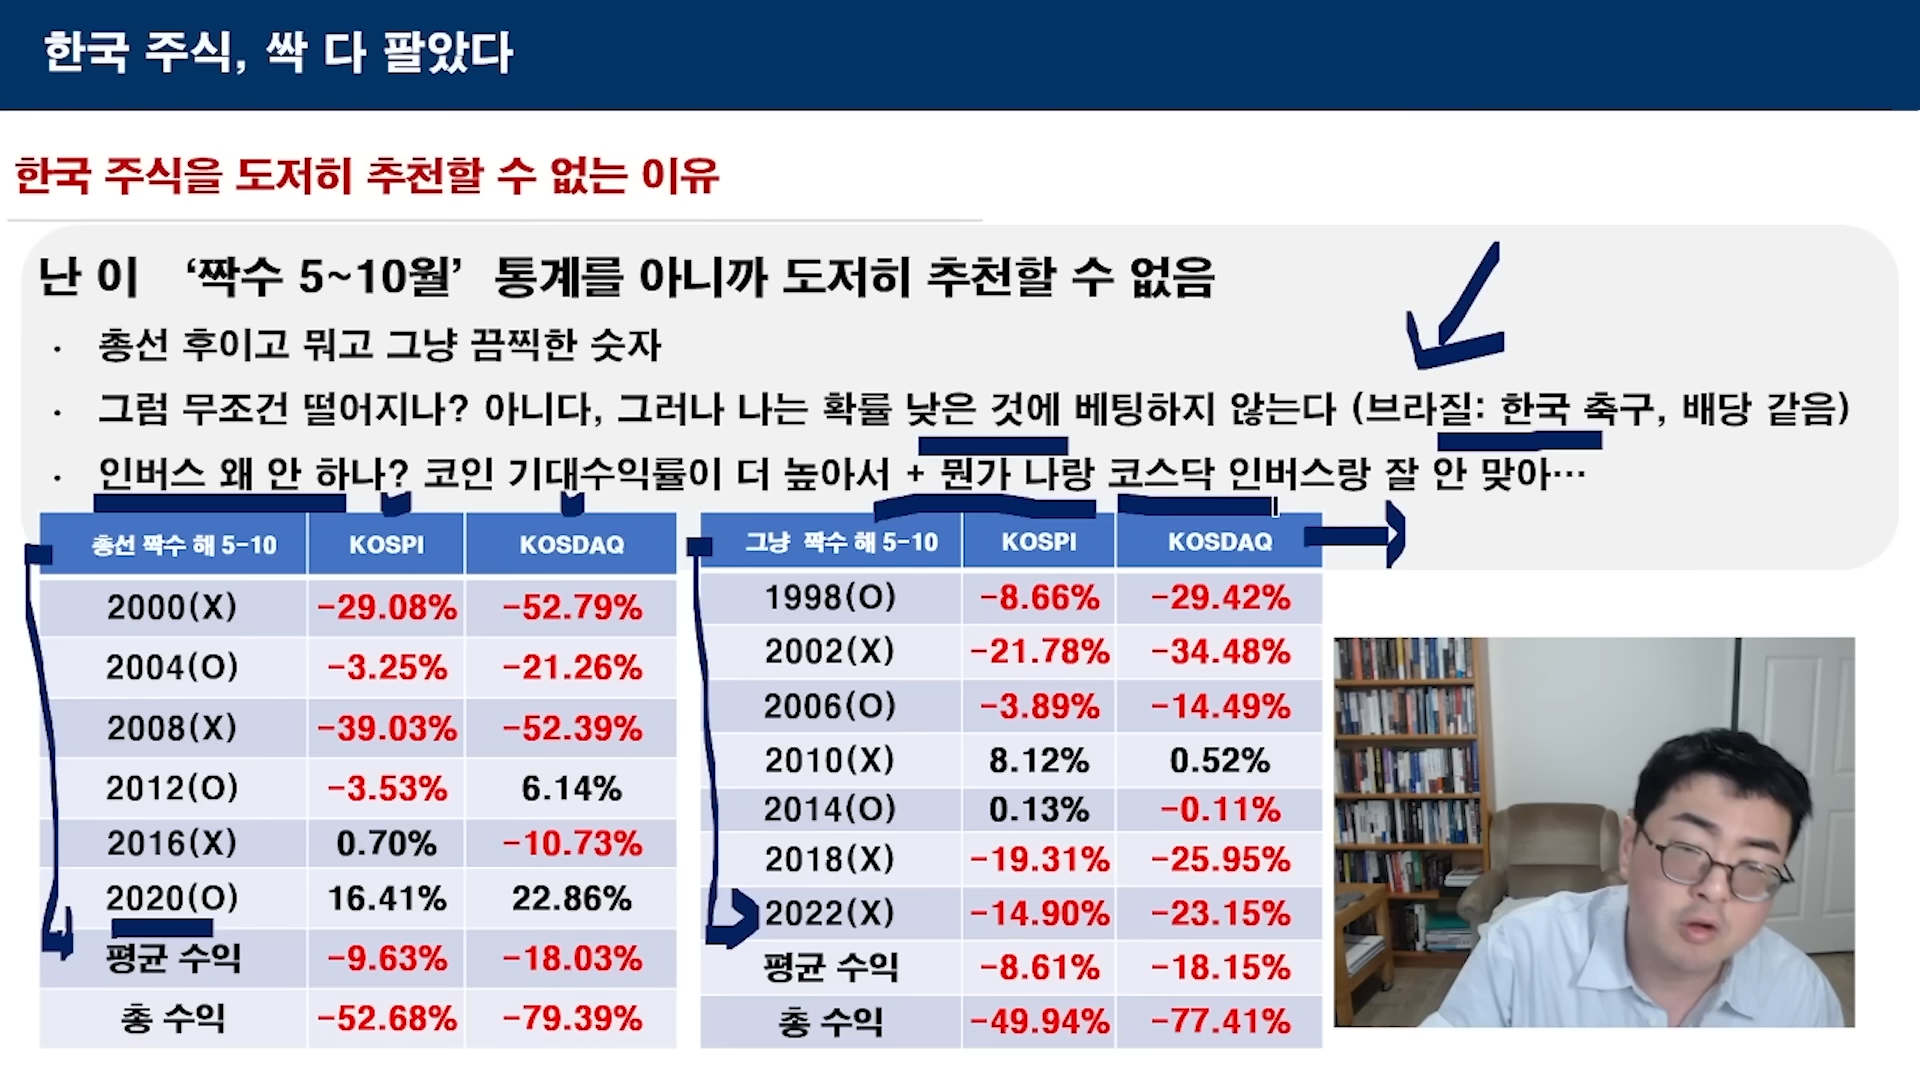 한국 주식, 싹 다 팔았다
한국 주식을 도저히 추천할 수 없는 이유
난 이 ‘짝수 5~10월’ 통계를 아니까 도저히 추천할 수 없음
· 총선 후이고 뭐고 그냥 끔찍한 숫자
· 그럼 무조건 떨어지나? 아니다, 그러나 나는 확률 낮은 것에 베팅하지 않는다 (브라질: 한국 축구, 배당 같음)
· 인버스 왜 안 하나? 코인 기대수익률이 더 높아서 + 뭔가 나랑 코스닥 인버스랑 잘 안 맞아…
총선 짝수 해 5-10 KOSPI KOSDAQ
2000(X) -29.08% -52.79%
2004(O) -3.25% -21.26%
2008(X) -39.03% -52.39%
2012(O) -3.53% 6.14%
2016(X) 0.70% -10.73%
2020(O) 16.41% 22.86%
평균 수익 -9.63% -18.03%
총 수익 -52.68% -79.39%
그냥 짝수 해 5-10 KOSPI KOSDAQ
1998(O) -8.66% -29.42%
2002(X) -21.78% -34.48%
2006(O) -3.89% -14.49%
2010(X) 8.12% 0.52%
2014(O) 0.13% -0.11%
2018(X) -19.31% -25.95%
2022(X) -14.90% -23.15%
평균 수익 -8.61% -18.15%
총 수익 -49.94% -77.41%